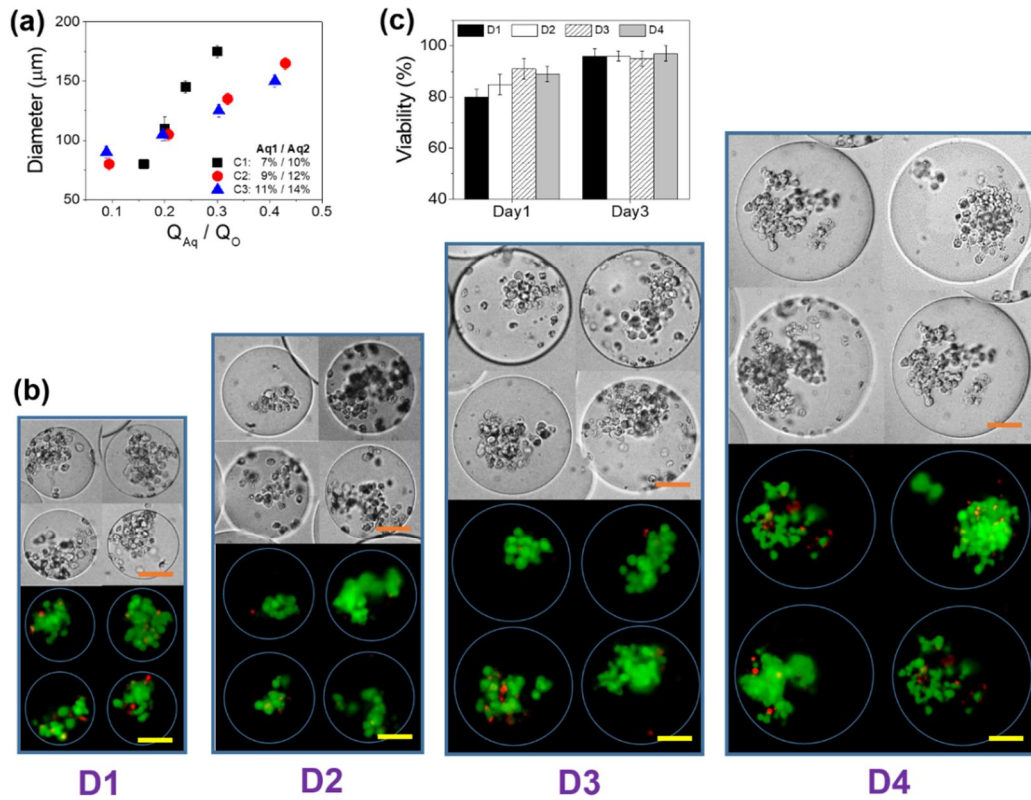 (a)
200
150
100
50
Diameter (μm)
0.1 0.2 0.3 0.4 0.5
Q_Aq / Q_O
Aq1 / Aq2
C1: 7% / 10%
C2: 9% / 12%
C3: 11% / 14%
(c)
D1 D2 D3 D4
100
80
60
40
Viability (%)
Day1 Day3
(b)
D1 D2 D3 D4